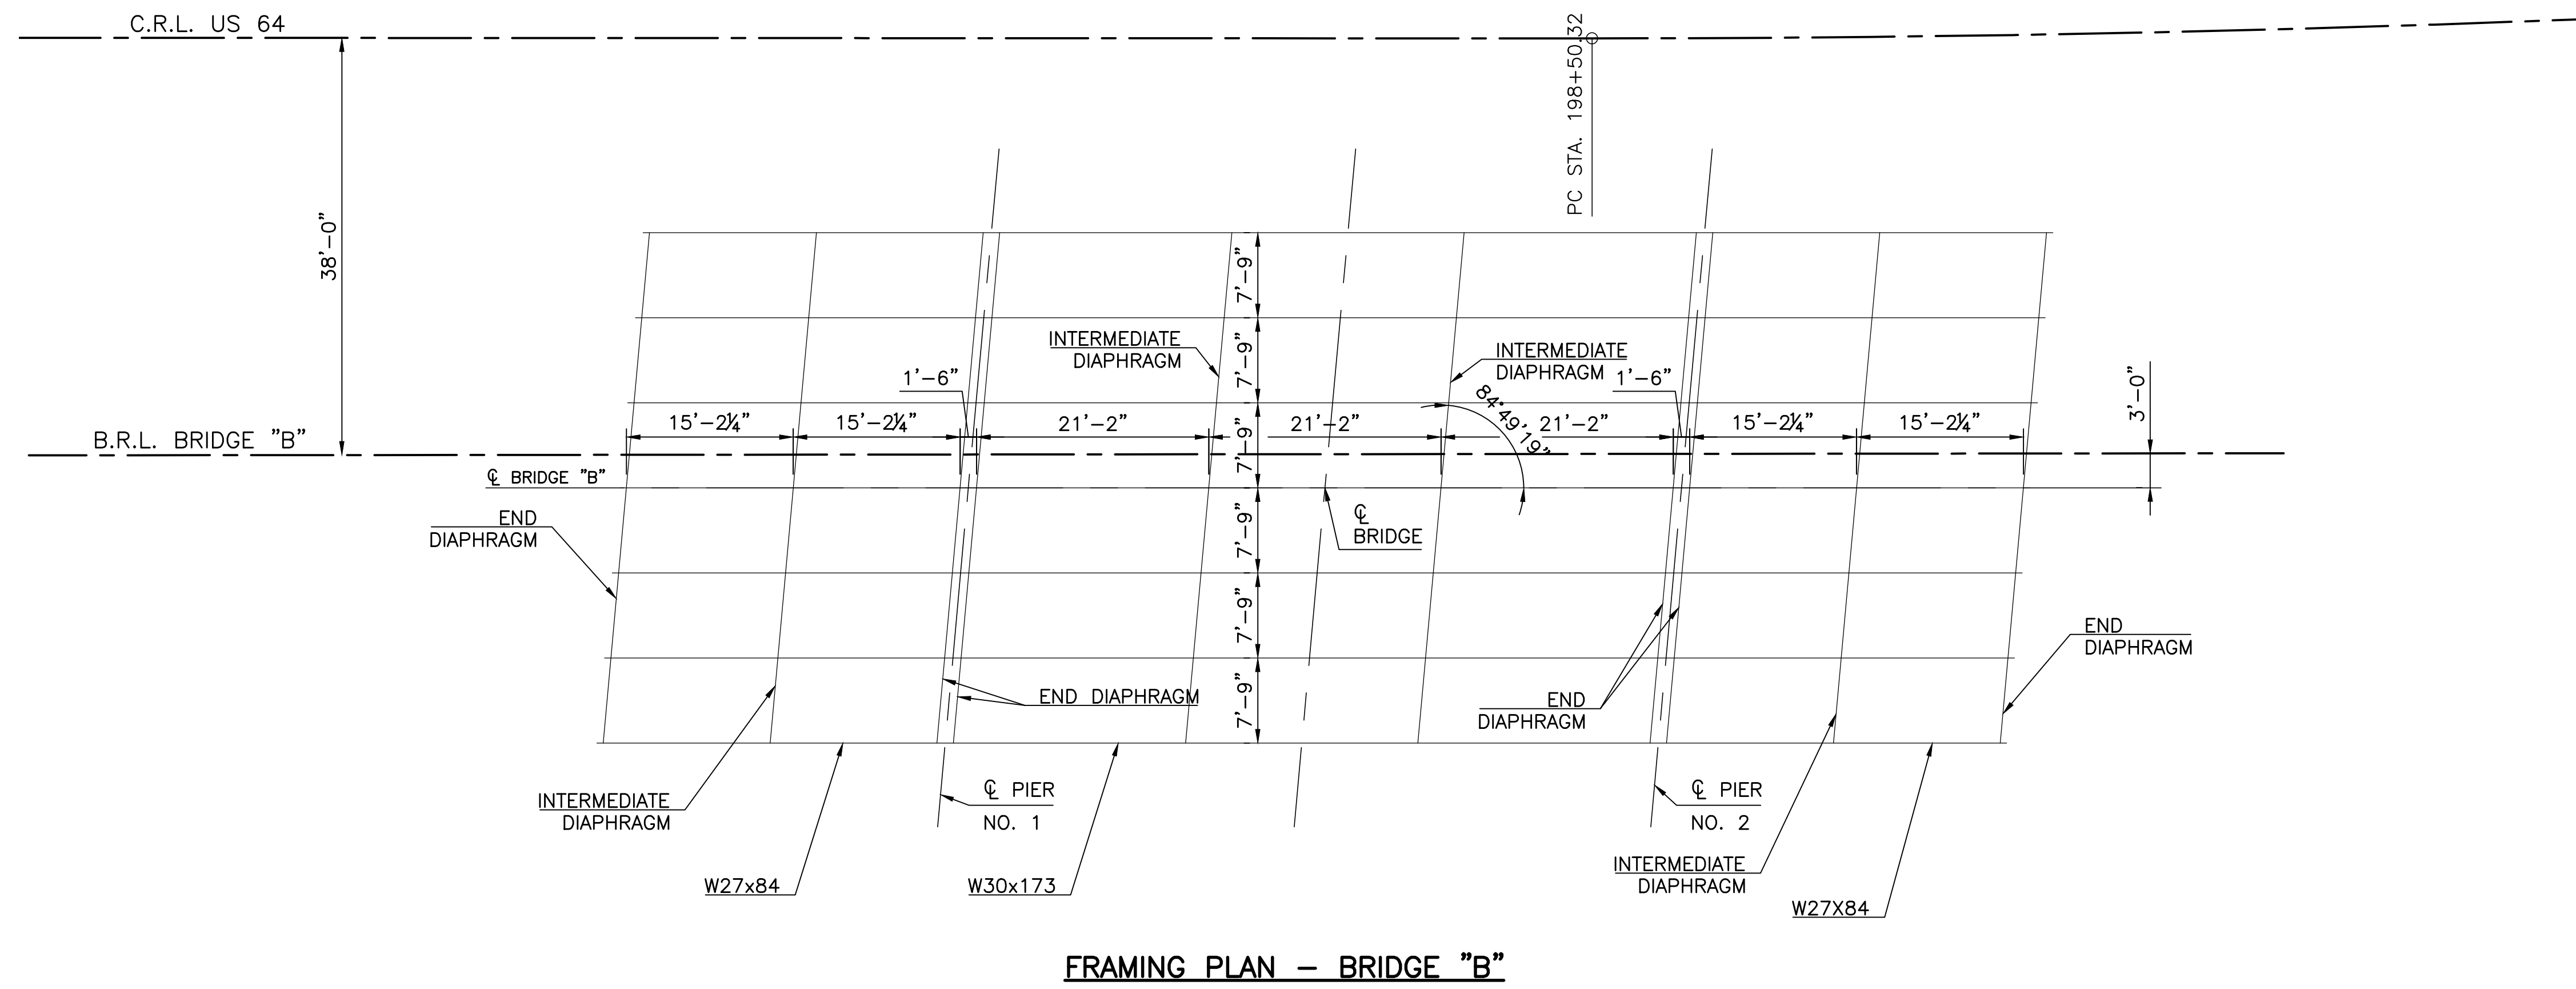 C.R.L. US 64
PC STA. 198+50.32
38'-0"
7'-9"
INTERMEDIATE
DIAPHRAGM
7'-9"
INTERMEDIATE
DIAPHRAGM
1'-6"
1'-6"
84°49'19"
3'-0"
15'-2¼"
15'-2¼"
21'-2"
7'-9"
21'-2"
21'-2"
15'-2¼"
15'-2¼"
B.R.L. BRIDGE "B"
℄ BRIDGE "B"
END
DIAPHRAGM
7'-9"
℄
BRIDGE
7'-9"
END
DIAPHRAGM
END DIAPHRAGM
7'-9"
END
DIAPHRAGM
INTERMEDIATE
DIAPHRAGM
℄ PIER
NO. 1
℄ PIER
NO. 2
INTERMEDIATE
DIAPHRAGM
W27x84
W30x173
W27X84
FRAMING PLAN – BRIDGE "B"